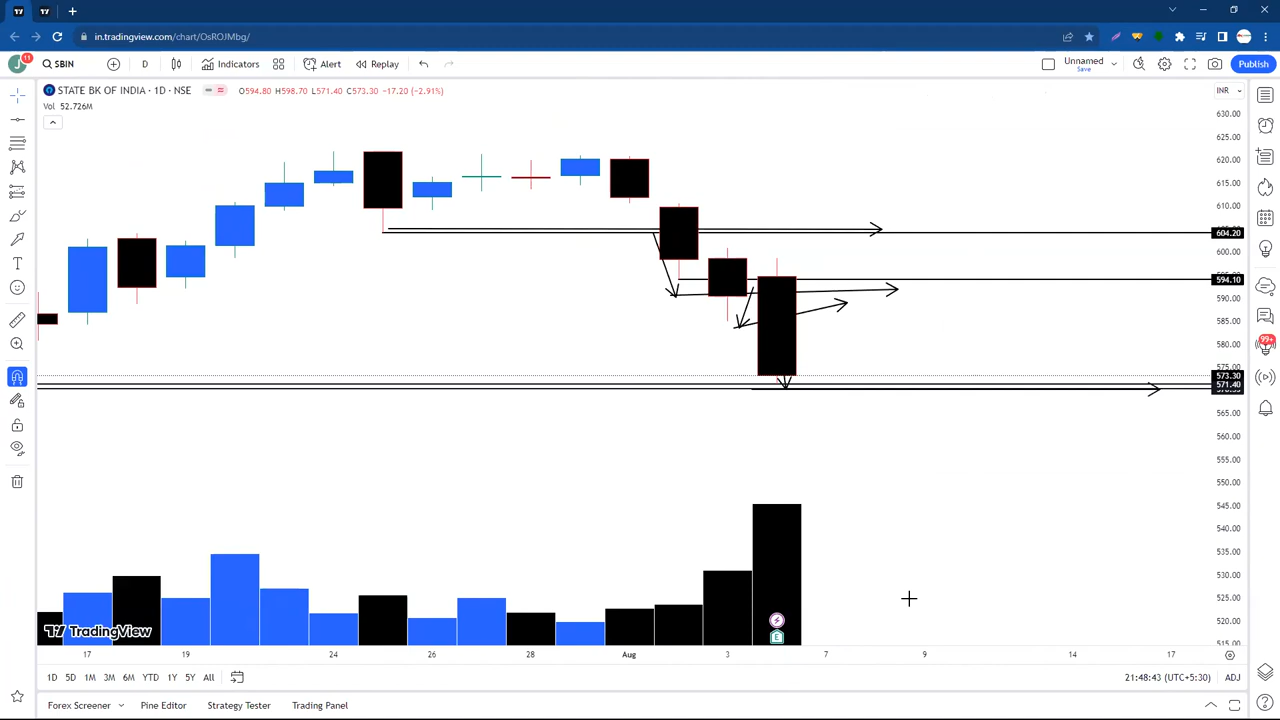 in.tradingview.com/chart/OsROJMbg/
J 11 SBIN D Indicators Alert Replay Unnamed Save Publish
STATE BK OF INDIA · 1D · NSE O594.80 H598.70 L571.40 C573.30 −17.20 (−2.91%) INR
Vol 52.726M
630.00
625.00
620.00
615.00
610.00
604.20
600.00
594.10
590.00
585.00
580.00
575.00
573.30
571.40
565.00
560.00
555.00
550.00
545.00
540.00
535.00
530.00
525.00
520.00
515.00
99+
E
TradingView
17 19 24 26 28 Aug 3 7 9 14 17
1D 5D 1M 3M 6M YTD 1Y 5Y All 21:48:43 (UTC+5:30) ADJ
Forex Screener Pine Editor Strategy Tester Trading Panel